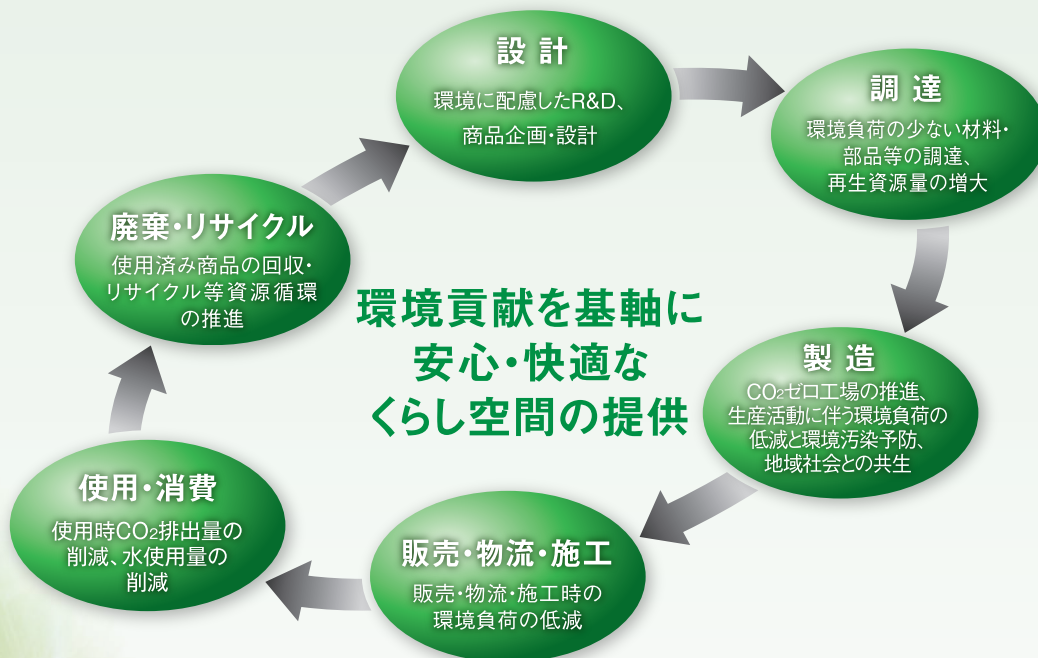 設計
環境に配慮したR&D、
商品企画・設計
調達
環境負荷の少ない材料・
部品等の調達、
再生資源量の増大
製造
CO₂ゼロ工場の推進、
生産活動に伴う環境負荷の
低減と環境汚染予防、
地域社会との共生
販売・物流・施工
販売・物流・施工時の
環境負荷の低減
使用・消費
使用時CO₂排出量の
削減、水使用量の
削減
廃棄・リサイクル
使用済み商品の回収・
リサイクル等資源循環
の推進
環境貢献を基軸に
安心・快適な
くらし空間の提供